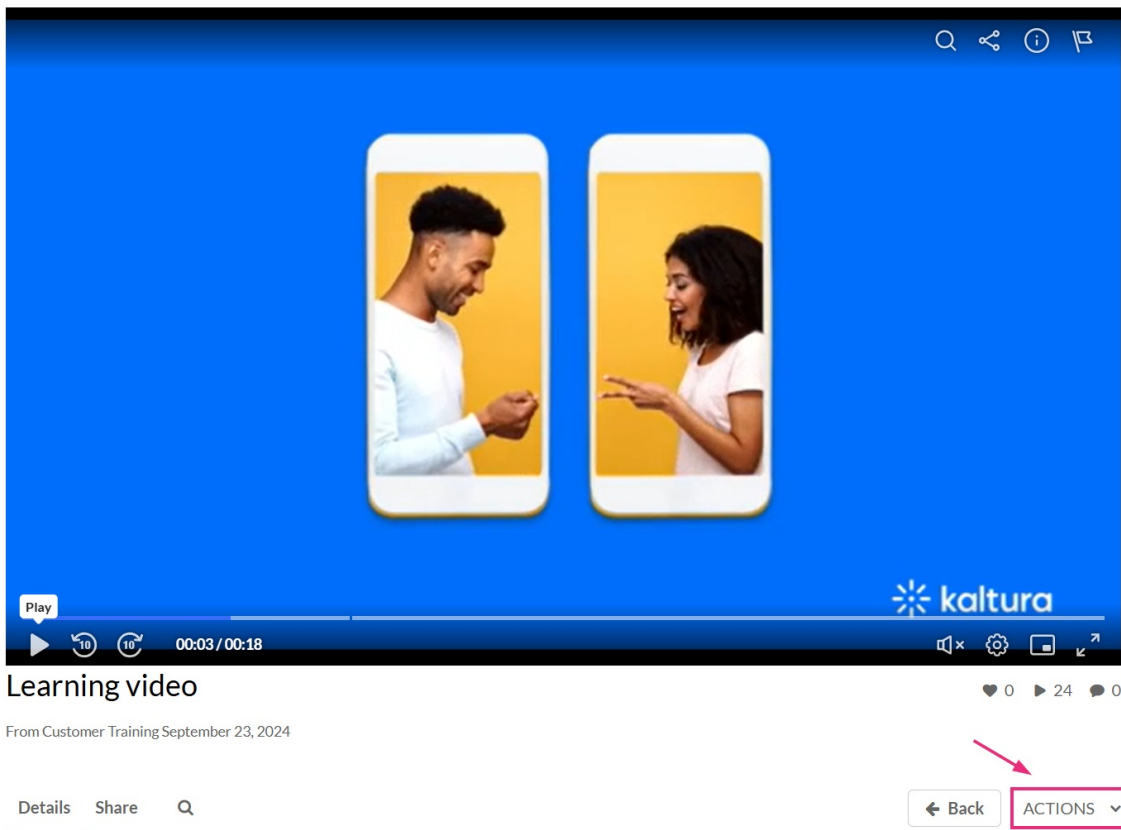 kaltura
Play
10 10 00:03 / 00:18
Learning video
0 24 0
From Customer Training September 23, 2024
Details Share Back ACTIONS